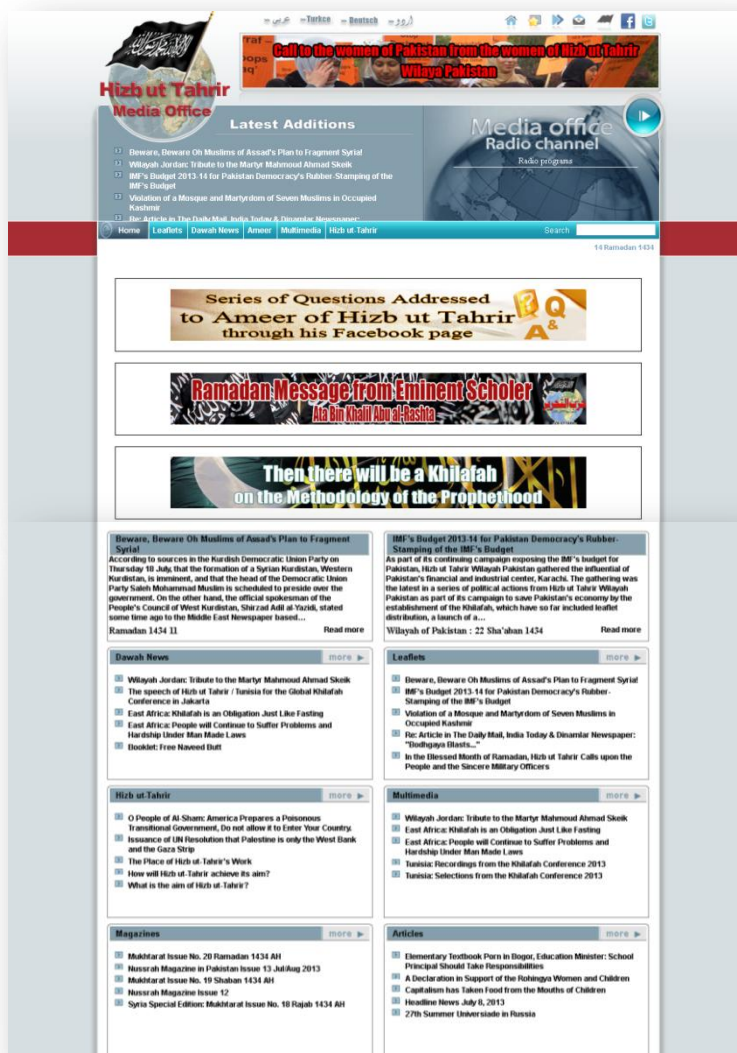 عربي
Türkçe
Deutsch
اردو
Hizb ut Tahrir
Media Office
Call to the women of Pakistan from the women of Hizb ut Tahrir
Wilaya Pakistan
Latest Additions
Beware, Beware Oh Muslims of Assad's Plan to Fragment Syria!
Wilayah Jordan: Tribute to the Martyr Mahmoud Ahmad Skeik
IMF's Budget 2013-14 for Pakistan Democracy's Rubber-Stamping of the
IMF's Budget
Violation of a Mosque and Martyrdom of Seven Muslims in Occupied
Kashmir
Re: Article in The Daily Mail, India Today & Dinamlar Newspaper:
Media office
Radio channel
Radio programs
Home Leaflets Dawah News Ameer Multimedia Hizb ut-Tahrir
Search
14 Ramadan 1434
Series of Questions Addressed
to Ameer of Hizb ut Tahrir
through his Facebook page
Q
&
A
Ramadan Message from Eminent Scholer
Ata Bin Khalil Abu al-Rashta
Then there will be a Khilafah
on the Methodology of the Prophethood
Beware, Beware Oh Muslims of Assad's Plan to Fragment
Syria!
According to sources in the Kurdish Democratic Union Party on
Thursday 18 July, that the formation of a Syrian Kurdistan, Western
Kurdistan, is imminent, and that the head of the Democratic Union
Party Saleh Mohammad Muslim is scheduled to preside over the
government. On the other hand, the official spokesman of the
People's Council of West Kurdistan, Shirzad Adil al-Yazidi, stated
some time ago to the Middle East Newspaper based...
Ramadan 1434 11
Read more
IMF's Budget 2013-14 for Pakistan Democracy's Rubber-
Stamping of the IMF's Budget
As part of its continuing campaign exposing the IMF's budget for
Pakistan, Hizb ut Tahrir Wilayah Pakistan gathered the influential of
Pakistan's financial and industrial center, Karachi. The gathering was
the latest in a series of political actions from Hizb ut Tahrir Wilayah
Pakistan as part of its campaign to save Pakistan's economy by the
establishment of the Khilafah, which have so far included leaflet
distribution, a launch of a...
Wilayah of Pakistan : 22 Sha'aban 1434
Read more
Dawah News
more
Wilayah Jordan: Tribute to the Martyr Mahmoud Ahmad Skeik
The speech of Hizb ut Tahrir / Tunisia for the Global Khilafah
Conference in Jakarta
East Africa: Khilafah is an Obligation Just Like Fasting
East Africa: People will Continue to Suffer Problems and
Hardship Under Man Made Laws
Booklet: Free Naveed Butt
Leaflets
more
Beware, Beware Oh Muslims of Assad's Plan to Fragment Syria!
IMF's Budget 2013-14 for Pakistan Democracy's Rubber-
Stamping of the IMF's Budget
Violation of a Mosque and Martyrdom of Seven Muslims in
Occupied Kashmir
Re: Article in The Daily Mail, India Today & Dinamlar Newspaper:
"Bodhgaya Blasts..."
In the Blessed Month of Ramadan, Hizb ut Tahrir Calls upon the
People and the Sincere Military Officers
Hizb ut-Tahrir
more
O People of Al-Sham: America Prepares a Poisonous
Transitional Government, Do not allow it to Enter Your Country.
Issuance of UN Resolution that Palestine is only the West Bank
and the Gaza Strip
The Place of Hizb ut-Tahrir's Work
How will Hizb ut-Tahrir achieve its aim?
What is the aim of Hizb ut-Tahrir?
Multimedia
more
Wilayah Jordan: Tribute to the Martyr Mahmoud Ahmad Skeik
East Africa: Khilafah is an Obligation Just Like Fasting
East Africa: People will Continue to Suffer Problems and
Hardship Under Man Made Laws
Tunisia: Recordings from the Khilafah Conference 2013
Tunisia: Selections from the Khilafah Conference 2013
Magazines
more
Mukhtarat Issue No. 20 Ramadan 1434 AH
Nussrah Magazine in Pakistan Issue 13 Jul/Aug 2013
Mukhtarat Issue No. 19 Shaban 1434 AH
Nussrah Magazine Issue 12
Syria Special Edition: Mukhtarat Issue No. 18 Rajab 1434 AH
Articles
more
Elementary Textbook Porn in Bogor, Education Minister: School
Principal Should Take Responsibilities
A Declaration in Support of the Rohingya Women and Children
Capitalism has Taken Food from the Mouths of Children
Headline News July 8, 2013
27th Summer Universiade in Russia